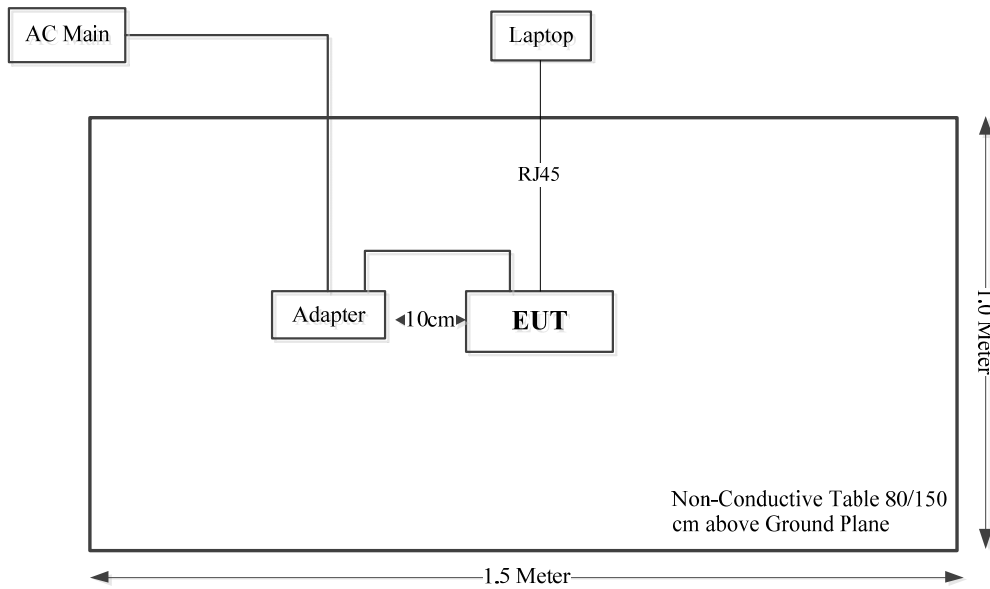 AC Main
Laptop
RJ45
Adapter
10cm
EUT
1.0 Meter
Non-Conductive Table 80/150
cm above Ground Plane
1.5 Meter